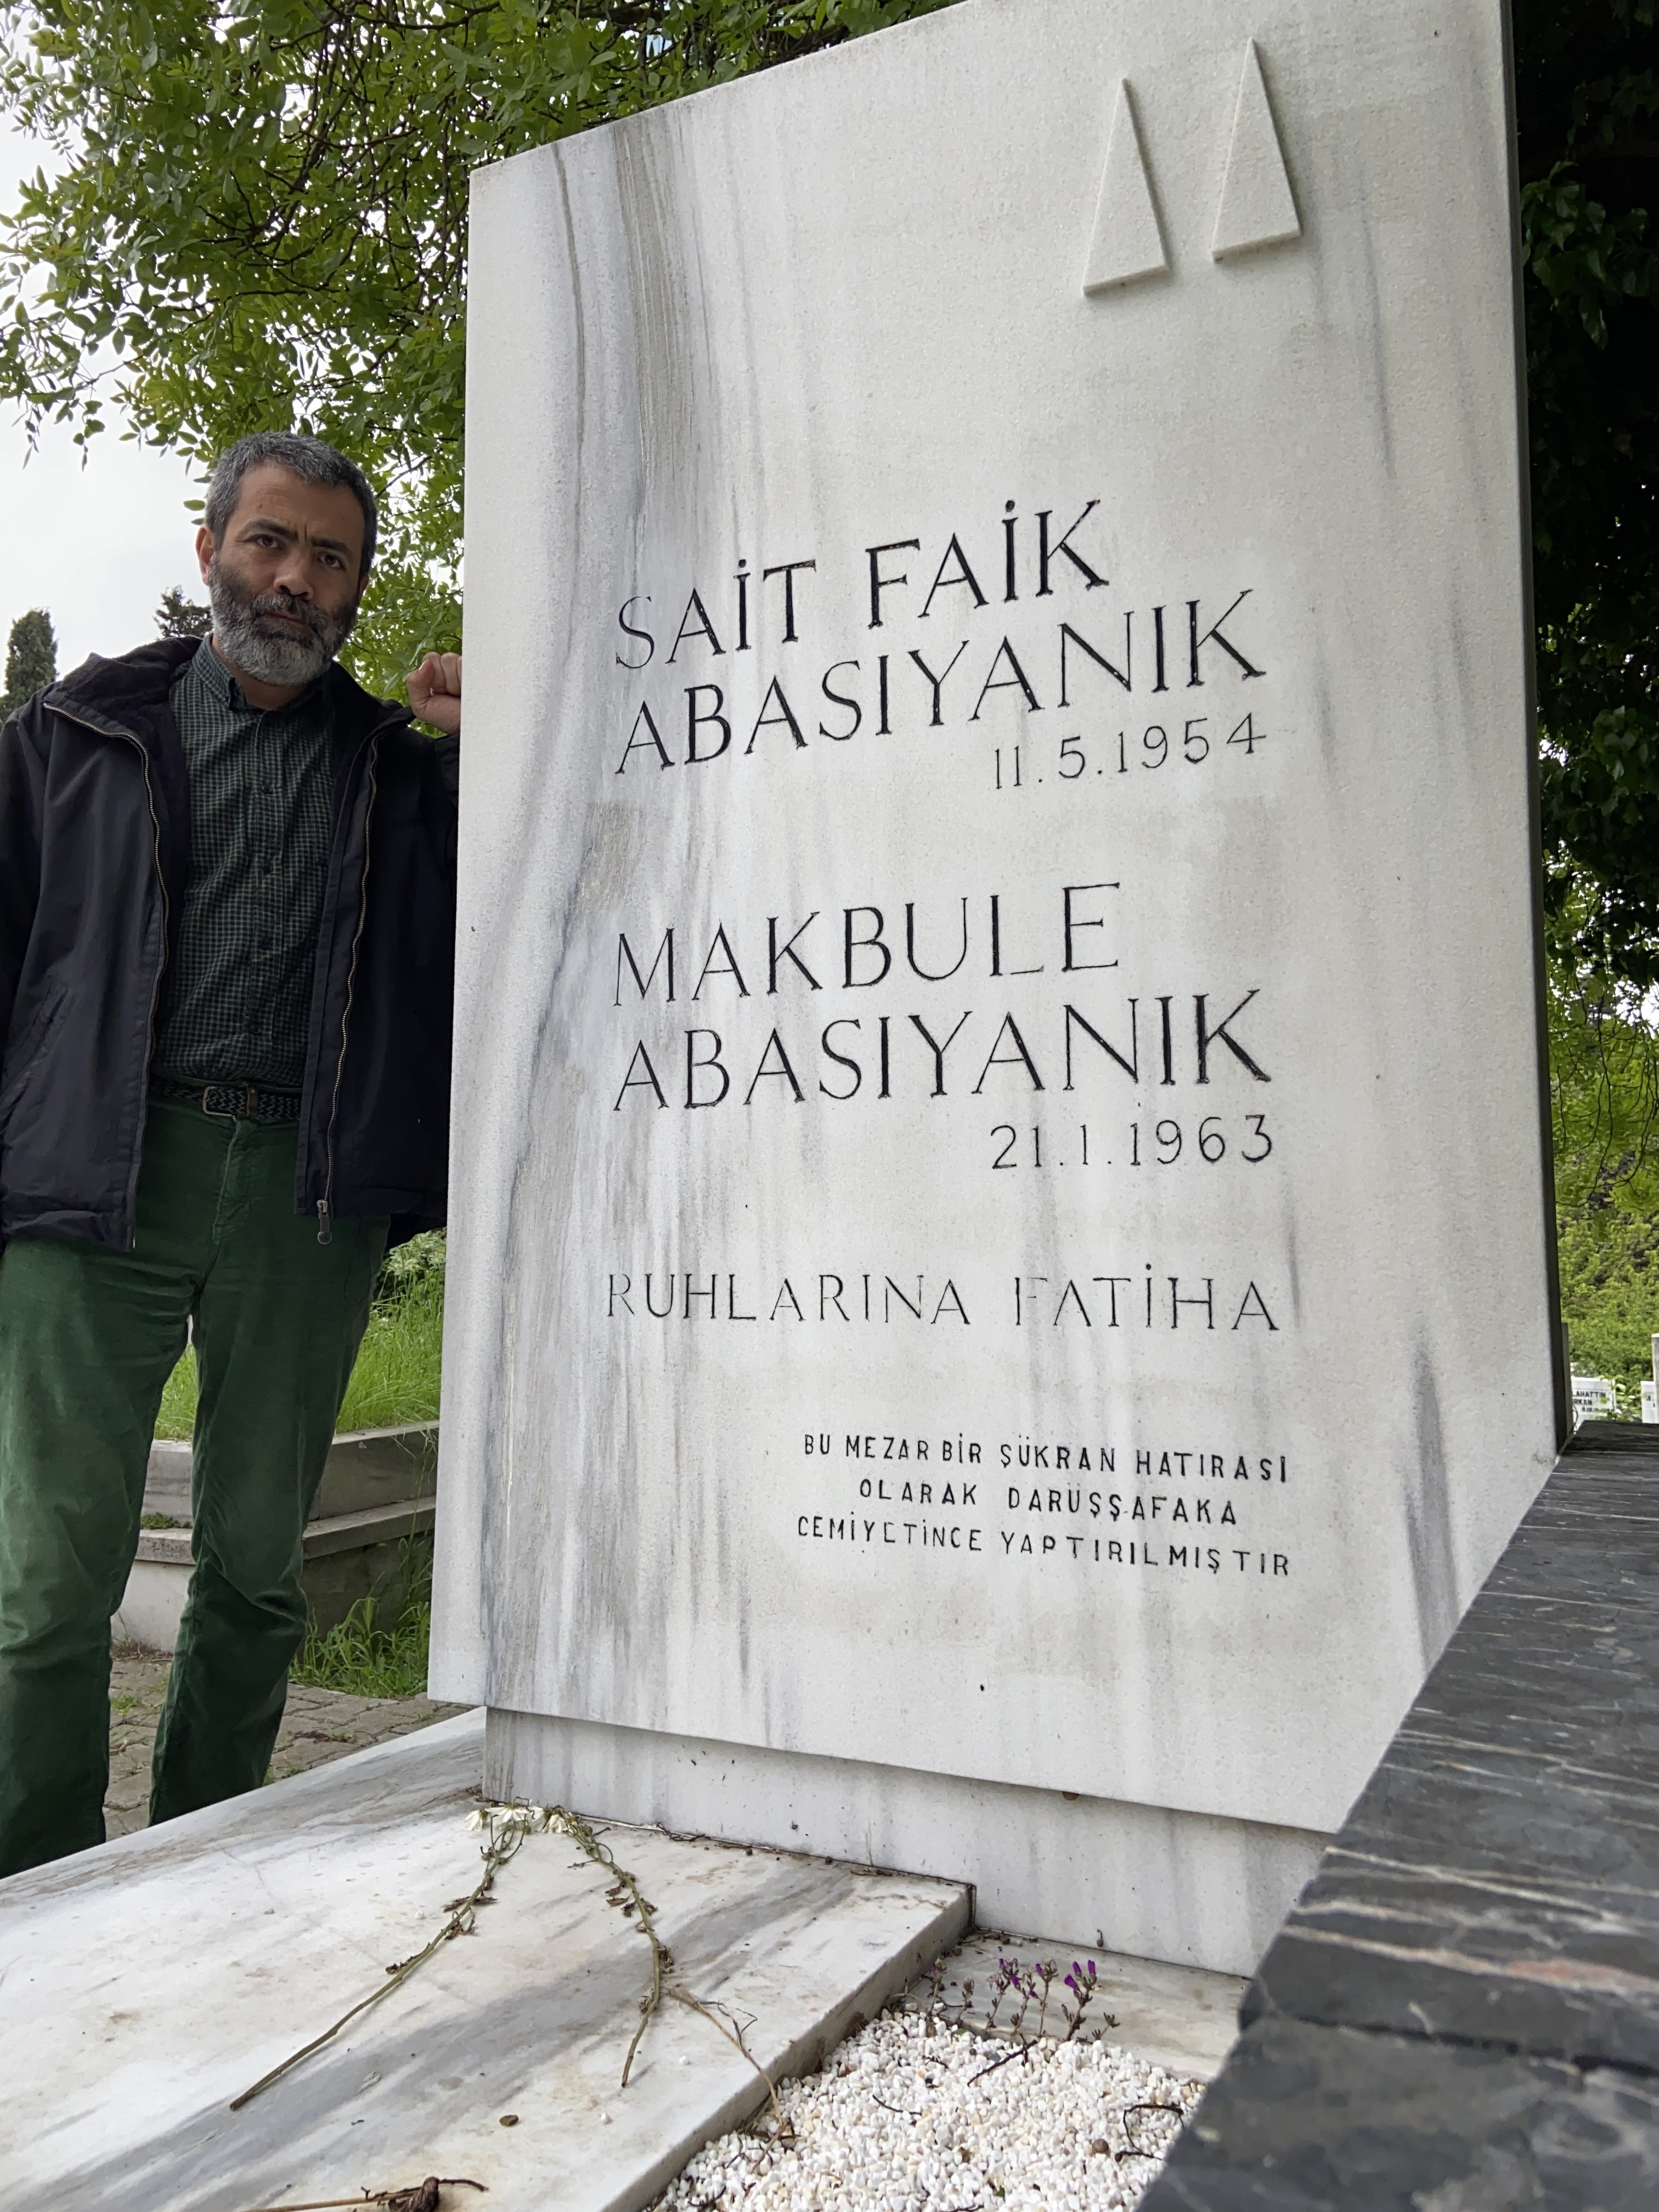 SAİT FAİK
ABASIYANIK
11.5.1954
MAKBULE
ABASIYANIK
21.1.1963
RUHLARINA FATİHA
BU MEZAR BİR ŞÜKRAN HATIRASI
OLARAK DARÜŞŞAFAKA
CEMİYETİNCE YAPTIRILMIŞTIR